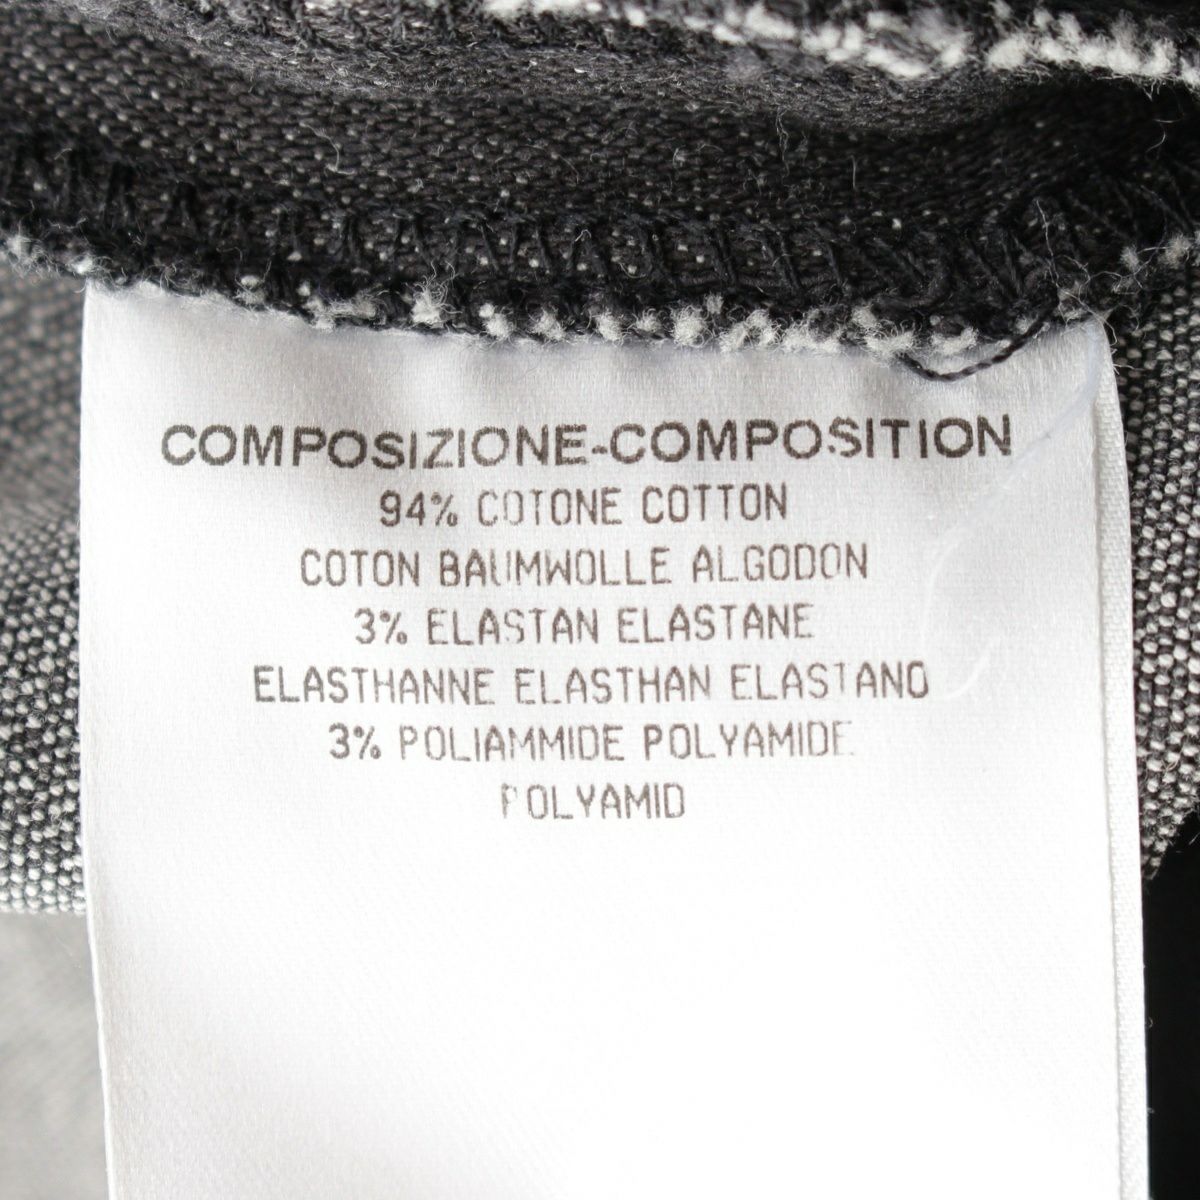 COMPOSIZIONE-COMPOSITION
94% COTONE COTTON
COTON BAUMWOLLE ALGODON
3% ELASTAN ELASTANE
ELASTHANNE ELASTHAN ELASTANO
3% POLIAMMIDE POLYAMIDE
POLYAMID